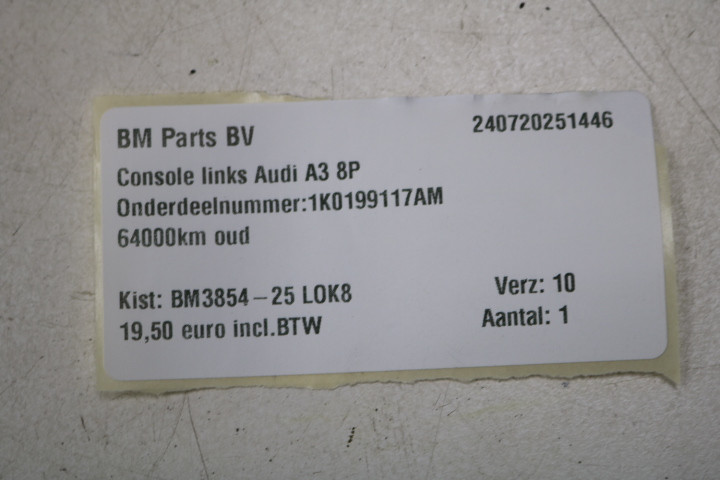 BM Parts BV 240720251446
Console links Audi A3 8P
Onderdeelnummer:1K0199117AM
64000km oud
Kist: BM3854-25 LOK8 Verz: 10
19,50 euro incl.BTW Aantal: 1